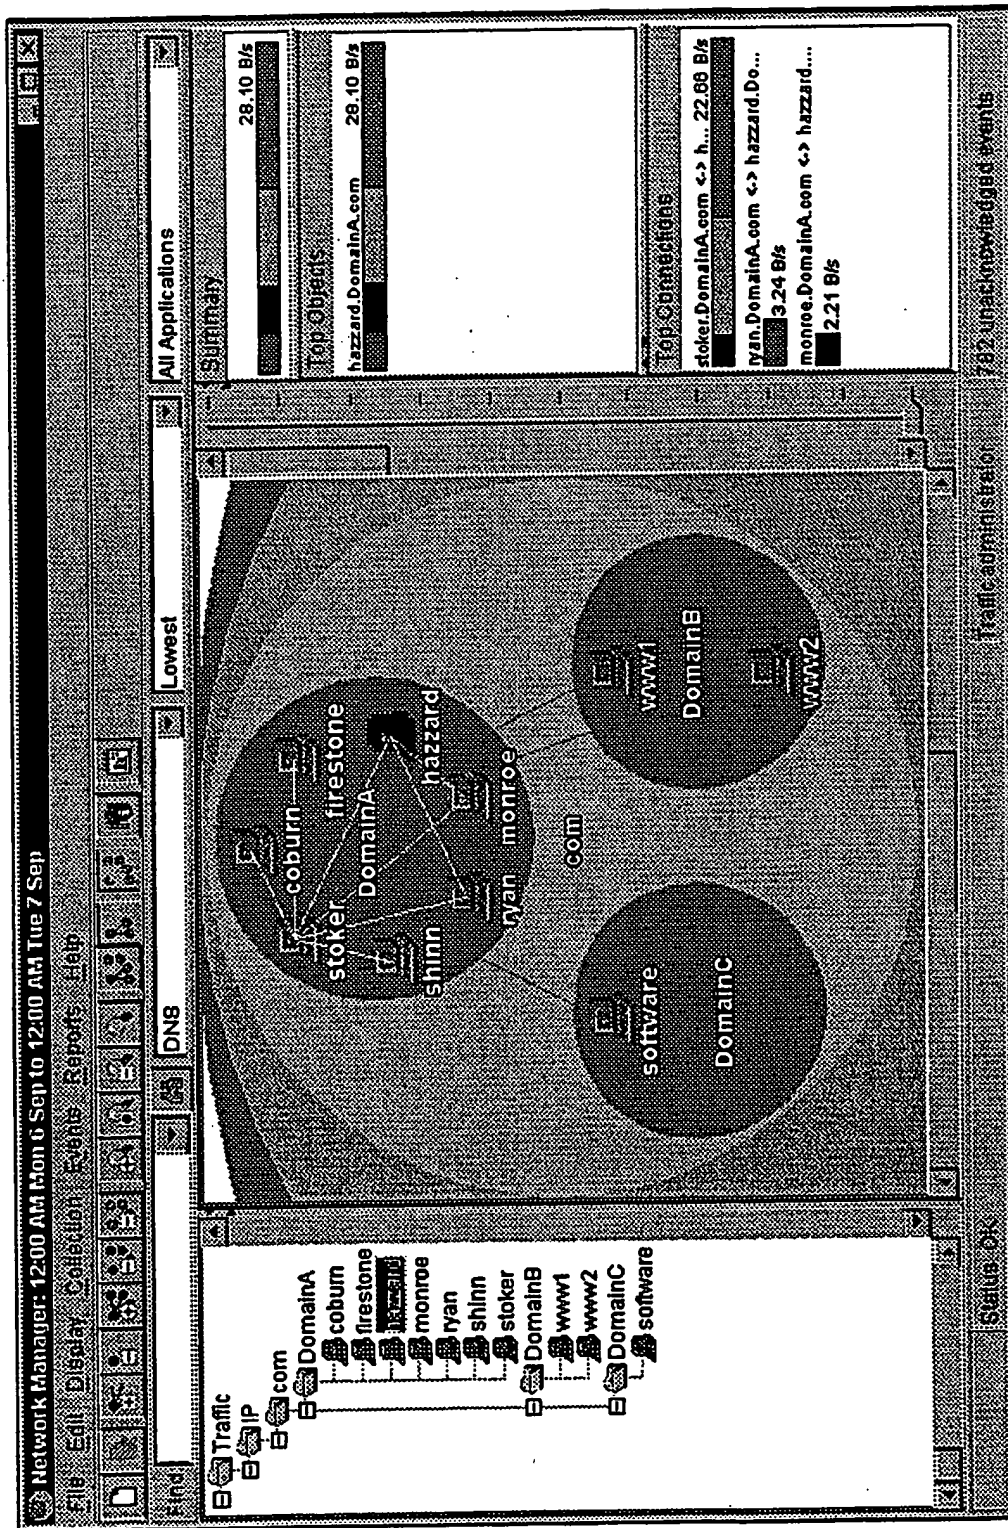 Network Manager: 12:00 AM Mon 6 Sep to 12:00 AM Tue 7 Sep
File Edit Display Collection Events Reports Help
Find
DNS
Lowest
All Applications
Traffic
IP
com
DomainA
coburn
firestone
monroe
ryan
shinn
stoker
DomainB
www1
www2
DomainC
software
coburn
firestone
stoker
DomainA
shinn
hazzard
ryan
monroe
com
software
DomainC
www1
DomainB
www2
Summary
28.10 B/s
Top Objects
hazzard.DomainA.com 28.10 B/s
Top Connections
stoker.DomainA.com <-> h... 22.66 B/s
ryan.DomainA.com <-> hazzard.Do...
3.24 B/s
monroe.DomainA.com <-> hazzard....
2.21 B/s
Status OK
Traffic administration
782 unacknowledged events